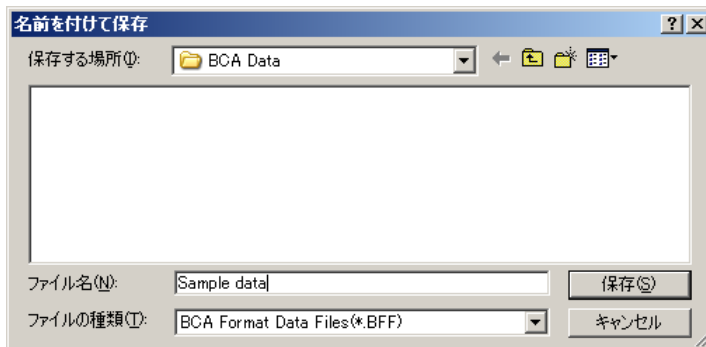 名前を付けて保存
保存する場所(I): BCA Data
ファイル名(N): Sample data 保存(S)
ファイルの種類(T): BCA Format Data Files(*.BFF) キャンセル